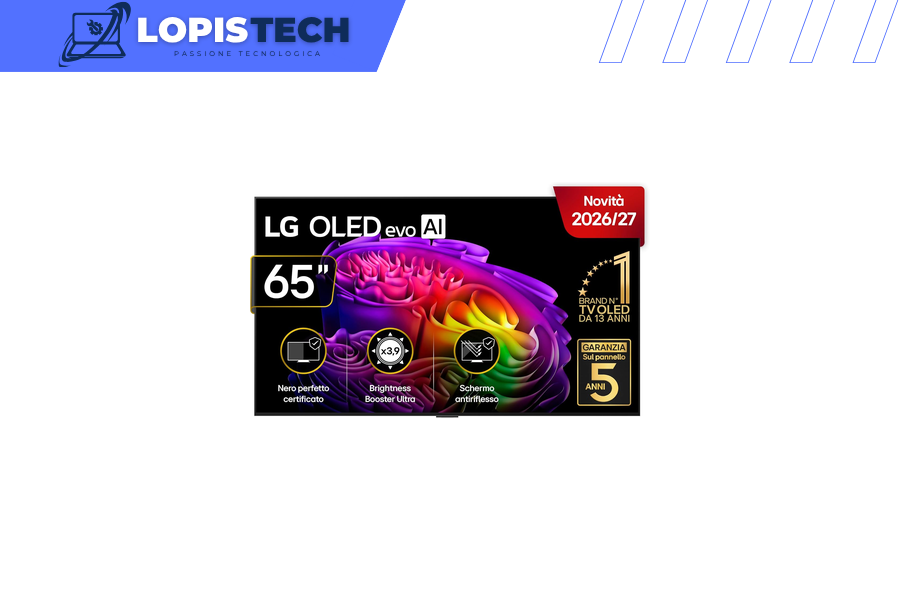 LOPISTECH
PASSIONE TECNOLOGICA
Novità
2026/27
LG OLED evo AI
65"
1
BRAND N°
TV OLED
DA 13 ANNI
x3,9
Nero perfetto
certificato
Brightness
Booster Ultra
Schermo
antiriflesso
GARANZIA
Sul pannello
5
ANNI